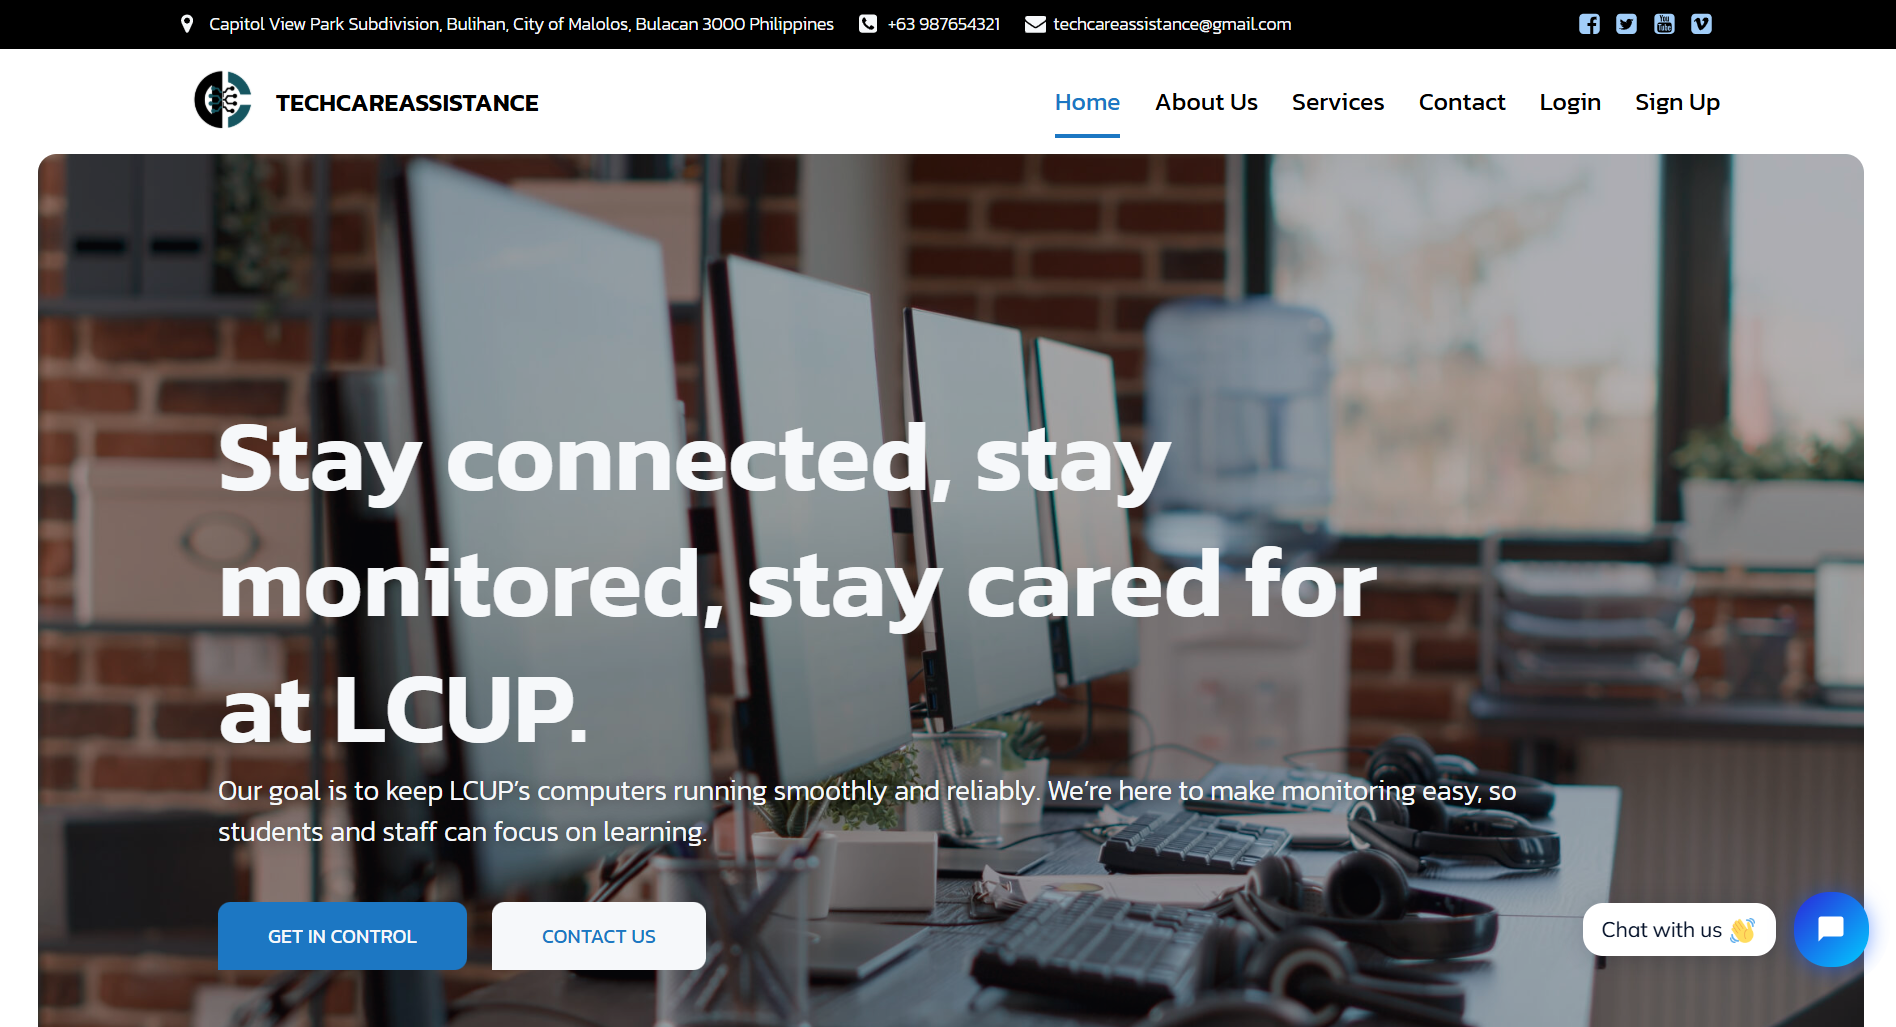 Capitol View Park Subdivision, Bulihan, City of Malolos, Bulacan 3000 Philippines +63 987654321 techcareassistance@gmail.com
TECHCAREASSISTANCE
Home About Us Services Contact Login Sign Up
Stay connected, stay
monitored, stay cared for
at LCUP.
Our goal is to keep LCUP’s computers running smoothly and reliably. We’re here to make monitoring easy, so
students and staff can focus on learning.
GET IN CONTROL CONTACT US
Chat with us 👋